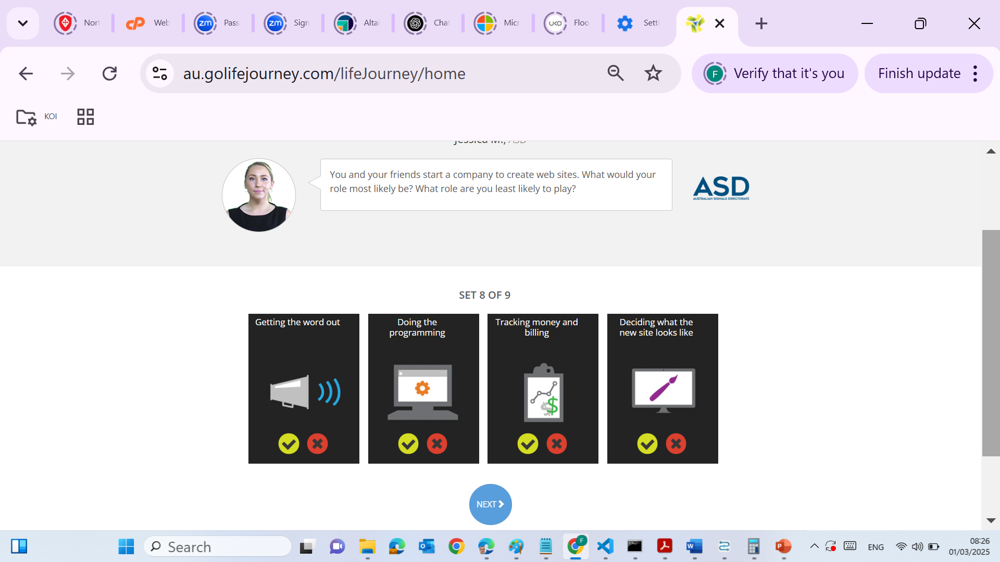 Nor
Web
Pass
Sign
Altai
Chat
Micr
UKO
Floo
Setti
au.golifejourney.com/lifeJourney/home
F
Verify that it's you
Finish update
KOI
Jessica M., ASD
You and your friends start a company to create web sites. What would your
role most likely be? What role are you least likely to play?
ASD
AUSTRALIAN SIGNALS DIRECTORATE
SET 8 OF 9
Getting the word out
Doing the
programming
Tracking money and
billing
Deciding what the
new site looks like
NEXT
Search
ENG
08:26
01/03/2025